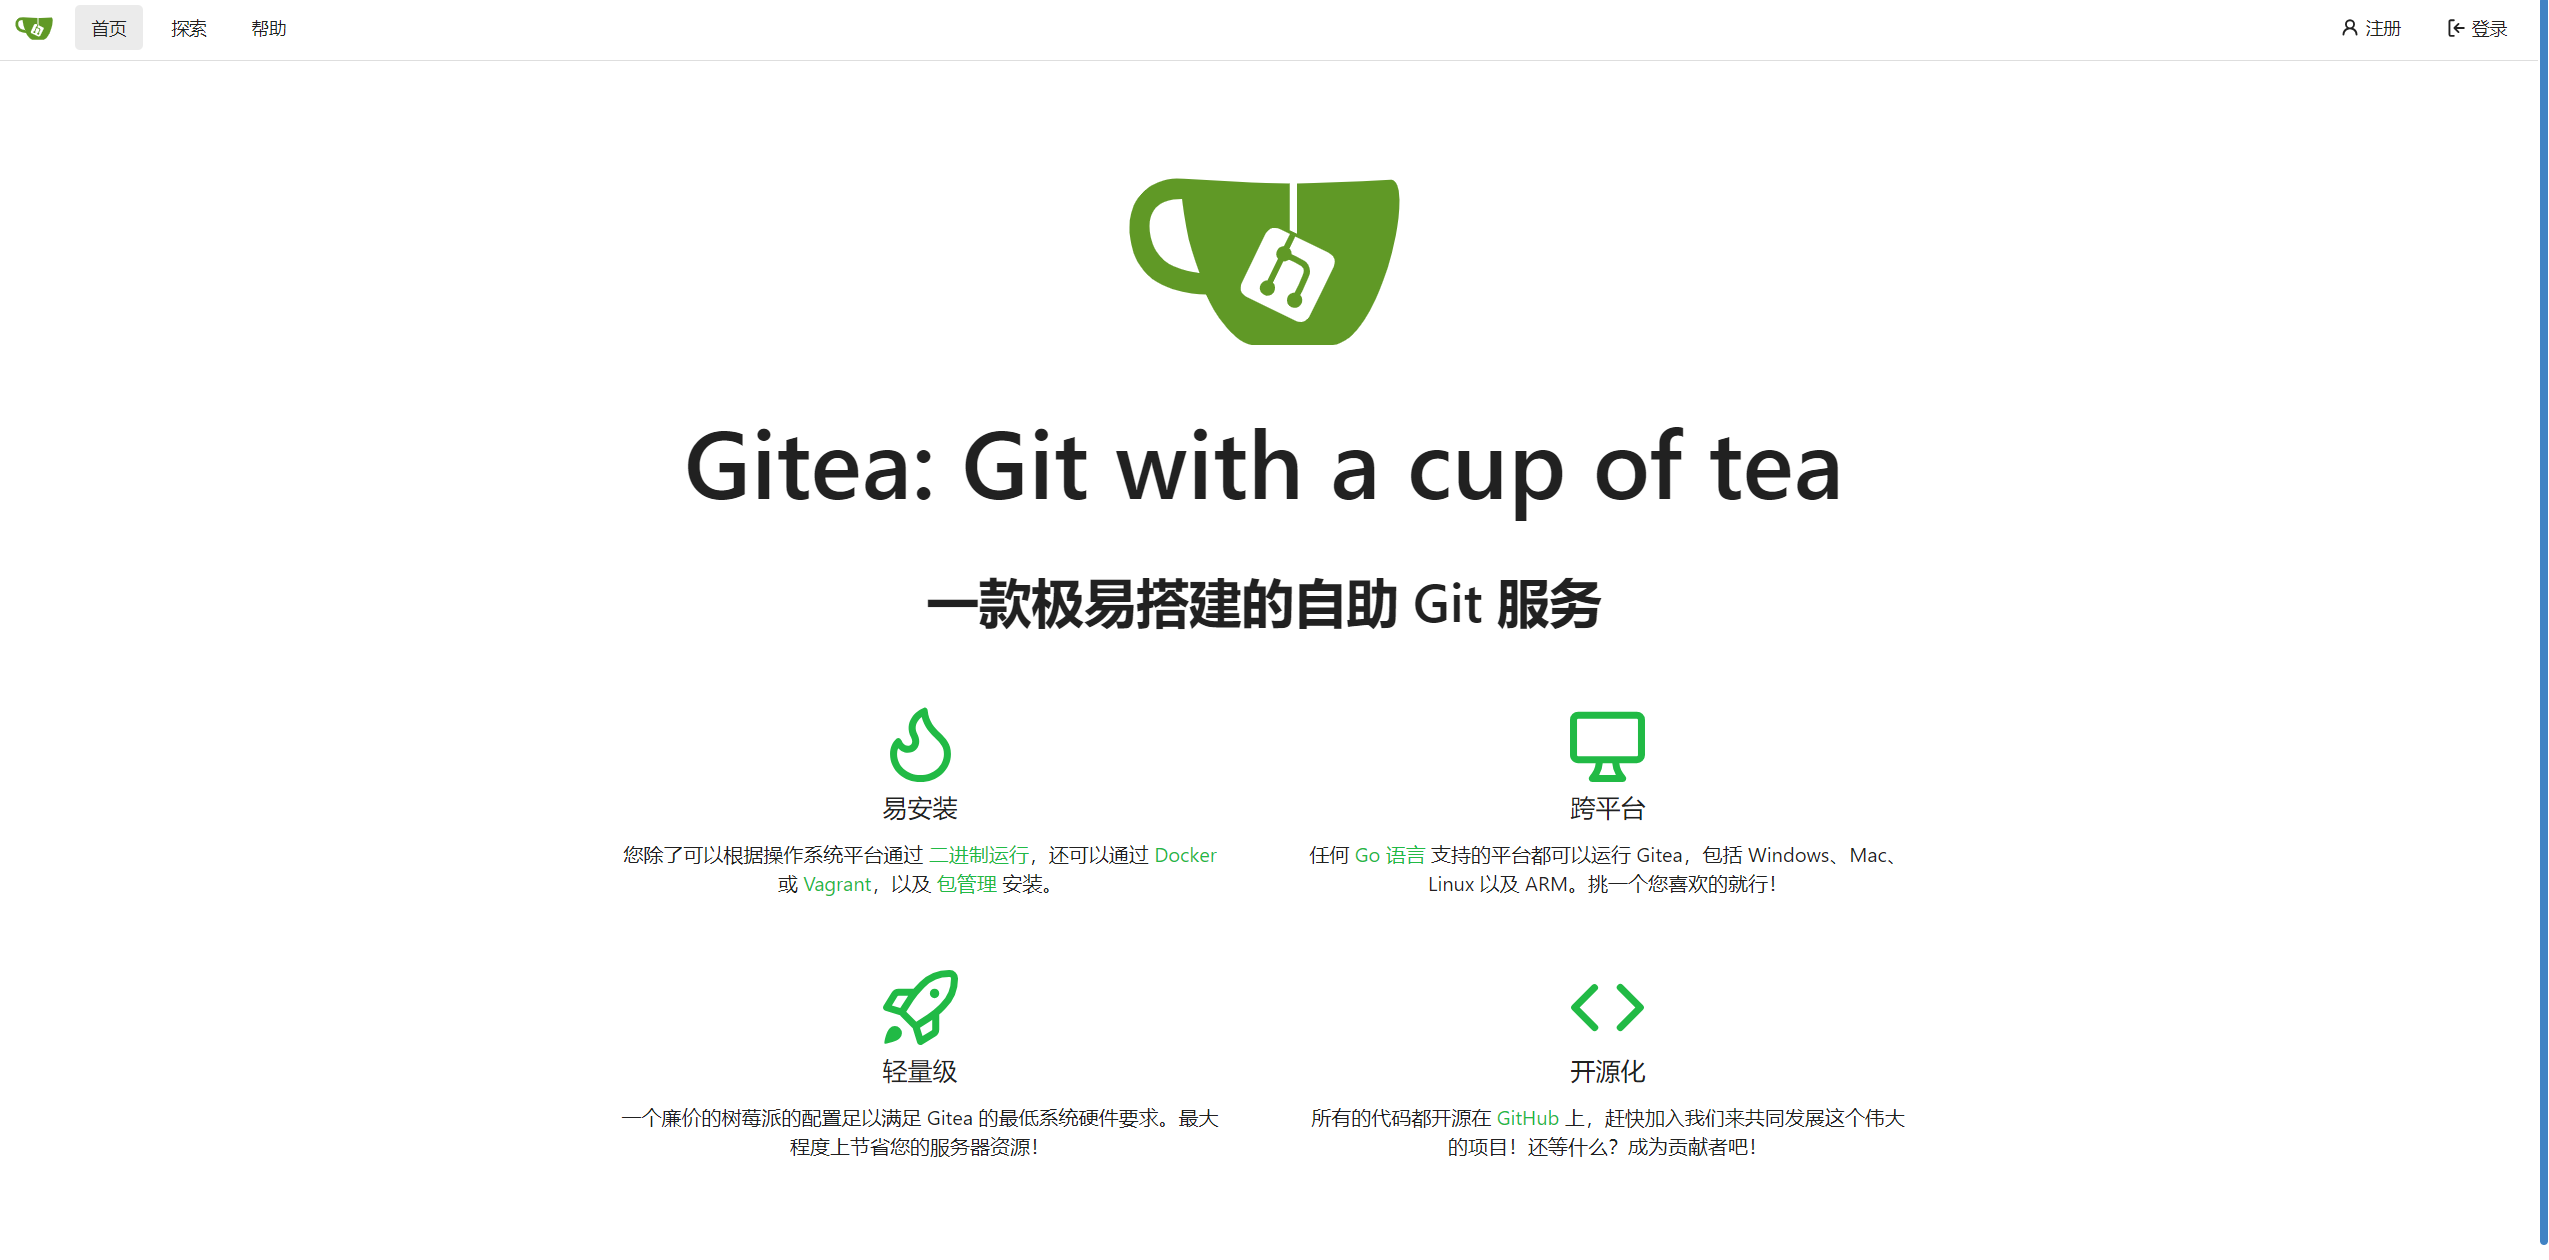 首页 探索 帮助 注册 登录
Gitea: Git with a cup of tea
一款极易搭建的自助 Git 服务
易安装
您除了可以根据操作系统平台通过 二进制运行，还可以通过 Docker
或 Vagrant，以及 包管理 安装。
跨平台
任何 Go 语言 支持的平台都可以运行 Gitea，包括 Windows、Mac、
Linux 以及 ARM。挑一个您喜欢的就行！
轻量级
一个廉价的树莓派的配置足以满足 Gitea 的最低系统硬件要求。最大
程度上节省您的服务器资源！
开源化
所有的代码都开源在 GitHub 上，赶快加入我们来共同发展这个伟大
的项目！还等什么？成为贡献者吧！